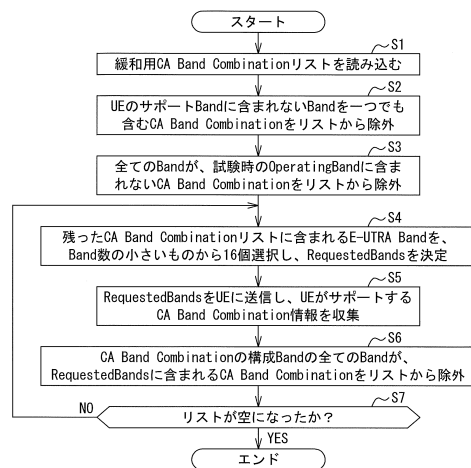 スタート
S1
緩和用CA Band Combinationリストを読み込む
S2
UEのサポートBandに含まれないBandを一つでも
含むCA Band Combinationをリストから除外
S3
全てのBandが、試験時のOperatingBandに含ま
れないCA Band Combinationをリストから除外
S4
残ったCA Band Combinationリストに含まれるE-UTRA Bandを、
Band数の小さいものから16個選択し、RequestedBandsを決定
S5
RequestedBandsをUEに送信し、UEがサポートする
CA Band Combination情報を収集
S6
CA Band Combinationの構成Bandの全てのBandが、
RequestedBandsに含まれるCA Band Combinationをリストから除外
S7
NO
リストが空になったか？
YES
エンド